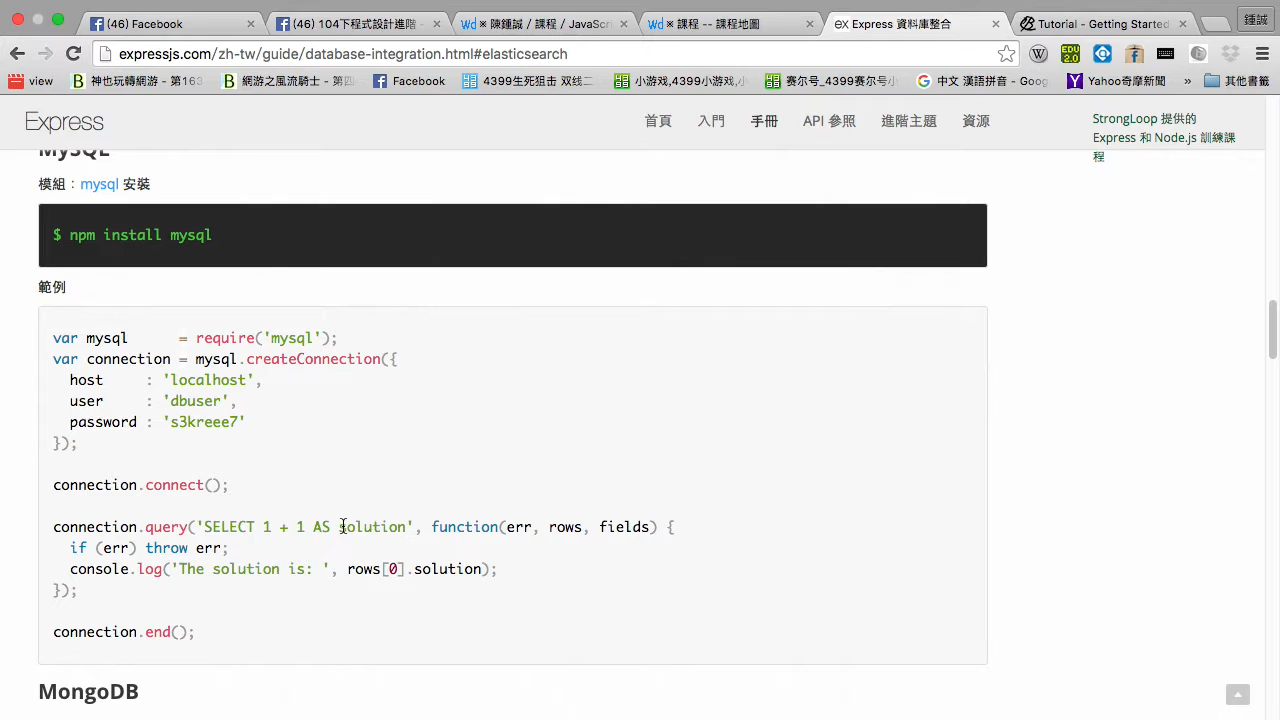 (46) Facebook
(46) 104下程式設計進階
※ 陳鍾誠 / 課程 / JavaScri
※ 課程 -- 課程地圖
Express 資料庫整合
Tutorial - Getting Started
鍾誠
expressjs.com/zh-tw/guide/database-integration.html#elasticsearch
view
神也玩轉網游 - 第163
網游之風流騎士 - 第四
Facebook
4399生死狙击 双线二
小游戏,4399小游戏,小
赛尔号_4399赛尔号小
中文 漢語拼音 - Goog
Yahoo奇摩新聞
»
其他書籤
Express
首頁
入門
手冊
API 參照
進階主題
資源
StrongLoop 提供的
Express 和 Node.js 訓練課
程
MySQL
模組：mysql 安裝
$ npm install mysql
範例
var mysql      = require('mysql');
var connection = mysql.createConnection({
  host     : 'localhost',
  user     : 'dbuser',
  password : 's3kreee7'
});
connection.connect();
connection.query('SELECT 1 + 1 AS solution', function(err, rows, fields) {
  if (err) throw err;
  console.log('The solution is: ', rows[0].solution);
});
connection.end();
MongoDB